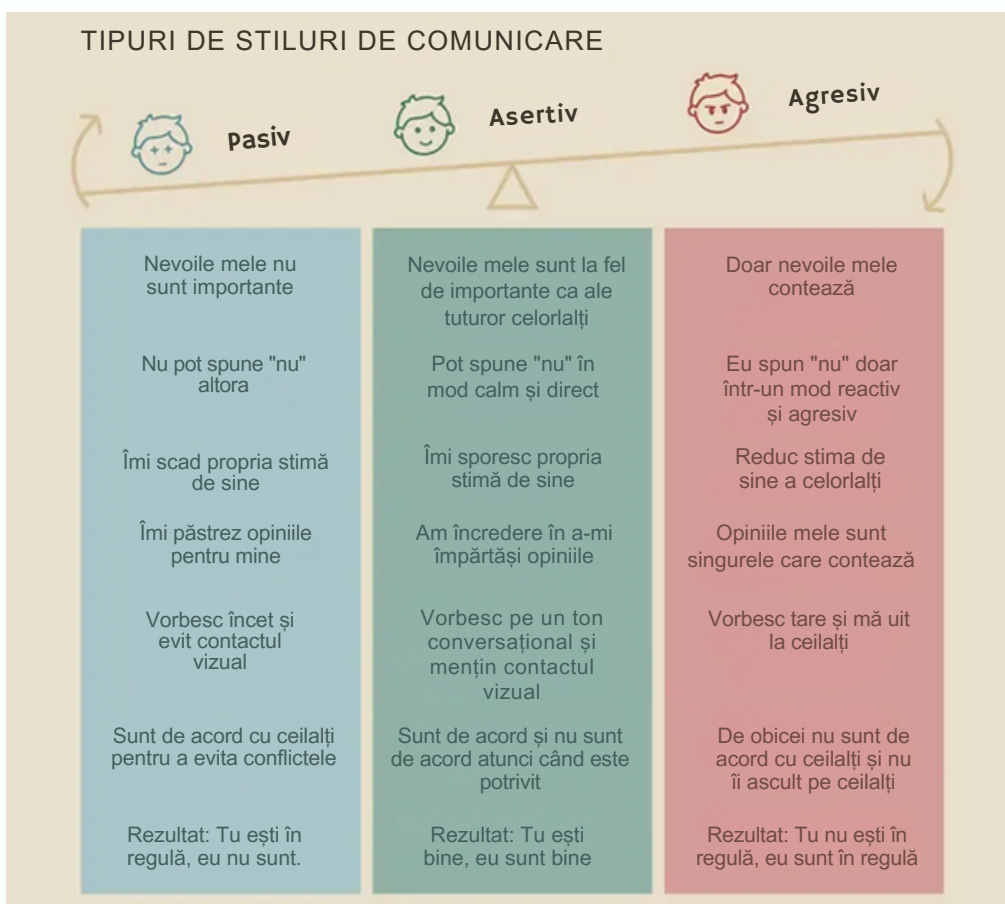 TIPURI DE STILURI DE COMUNICARE
Pasiv
Asertiv
Agresiv
Nevoile mele nu
sunt importante
Nu pot spune "nu"
altora
Îmi scad propria stimă
de sine
Îmi păstrez opiniile
pentru mine
Vorbesc încet și
evit contactul
vizual
Sunt de acord cu ceilalți
pentru a evita conflictele
Rezultat: Tu ești în
regulă, eu nu sunt.
Nevoile mele sunt la fel
de importante ca ale
tuturor celorlalți
Pot spune "nu" în
mod calm și direct
Îmi sporesc propria
stimă de sine
Am încredere în a-mi
împărtăși opiniile
Vorbesc pe un ton
conversațional și
mențin contactul
vizual
Sunt de acord și nu sunt
de acord atunci când este
potrivit
Rezultat: Tu ești
bine, eu sunt bine
Doar nevoile mele
contează
Eu spun "nu" doar
într-un mod reactiv
și agresiv
Reduc stima de
sine a celorlalți
Opiniile mele sunt
singurele care contează
Vorbesc tare și mă uit
la ceilalți
De obicei nu sunt de
acord cu ceilalți și nu
îi ascult pe ceilalți
Rezultat: Tu nu ești în
regulă, eu sunt în regulă